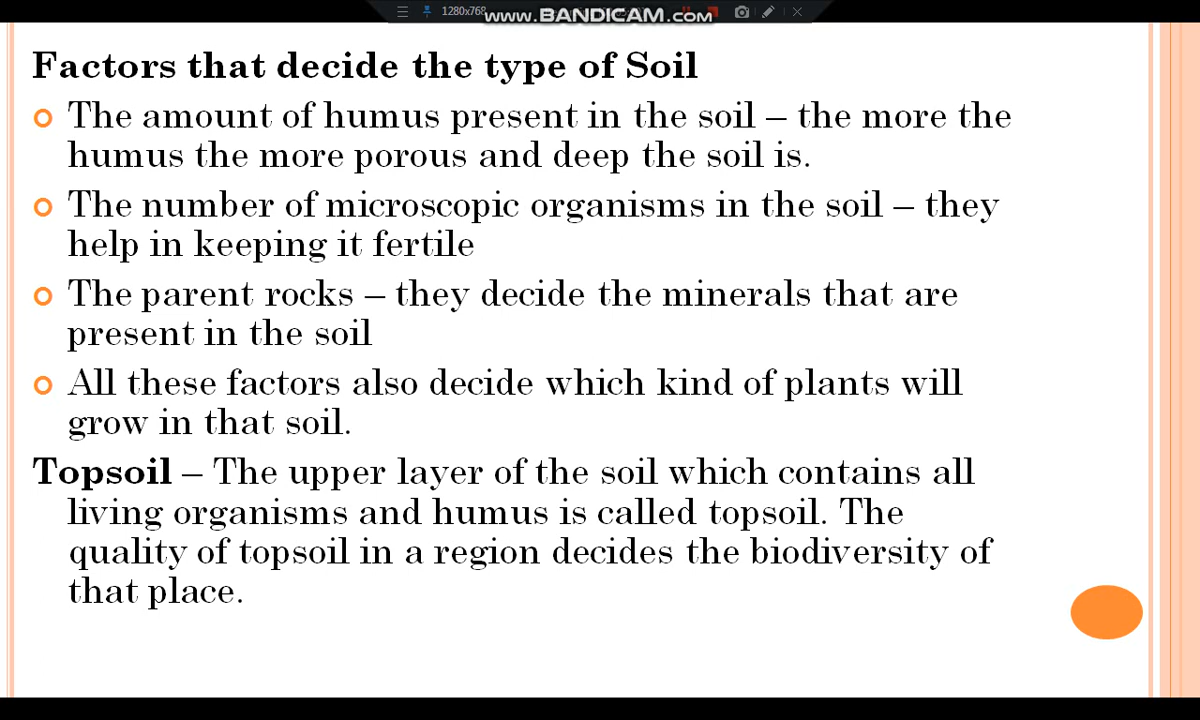 1280x768
www.BANDICAM.com
Factors that decide the type of Soil
The amount of humus present in the soil – the more the
humus the more porous and deep the soil is.
The number of microscopic organisms in the soil – they
help in keeping it fertile
The parent rocks – they decide the minerals that are
present in the soil
All these factors also decide which kind of plants will
grow in that soil.
Topsoil – The upper layer of the soil which contains all
living organisms and humus is called topsoil. The
quality of topsoil in a region decides the biodiversity of
that place.